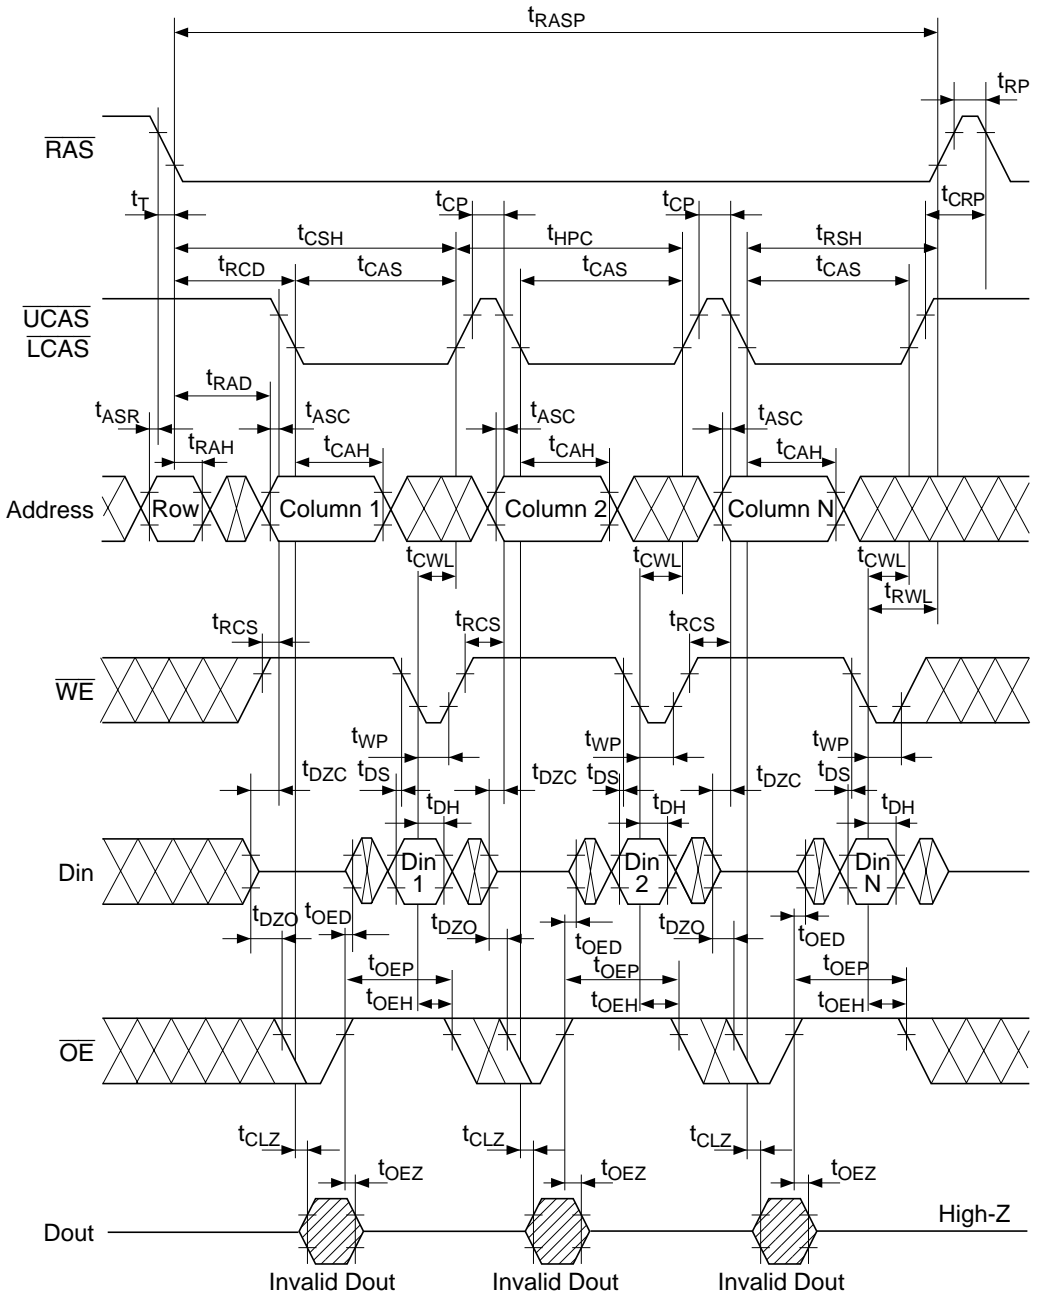 tRASP
tRP
RAS
tT
tCP
tCP
tCRP
tCSH
tHPC
tRSH
tRCD
tCAS
tCAS
tCAS
UCAS
LCAS
tRAD
tASR
tASC
tASC
tASC
tRAH
tCAH
tCAH
tCAH
Address
Row
Column 1
Column 2
Column N
tCWL
tCWL
tCWL
tRWL
tRCS
tRCS
tRCS
WE
tWP
tWP
tWP
tDZC
tDS
tDZC
tDS
tDZC
tDS
tDH
tDH
tDH
Din
Din
1
Din
2
Din
N
tDZO
tOED
tDZO
tOED
tDZO
tOED
tOEP
tOEP
tOEP
tOEH
tOEH
tOEH
OE
tCLZ
tCLZ
tCLZ
tOEZ
tOEZ
tOEZ
Dout
High-Z
Invalid Dout
Invalid Dout
Invalid Dout